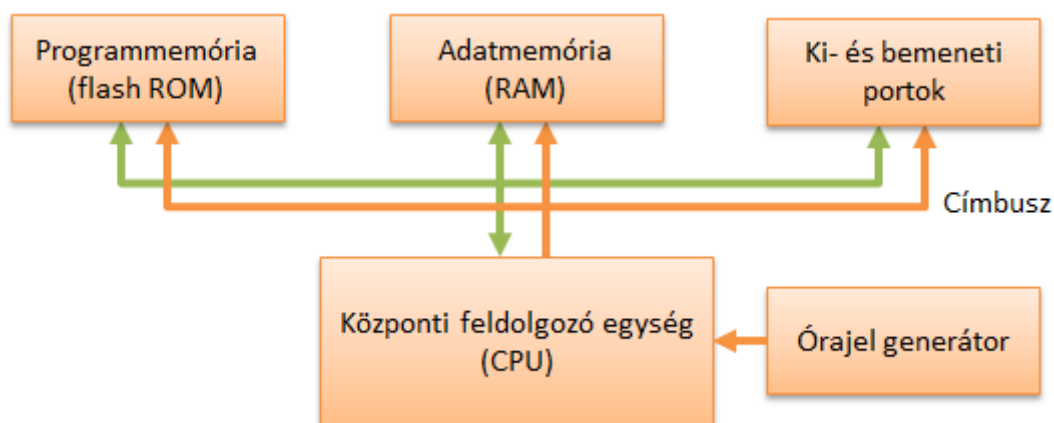 Programmemória
(flash ROM)
Adatmemória
(RAM)
Ki- és bemeneti
portok
Címbusz
Központi feldolgozó egység
(CPU)
Órajel generátor